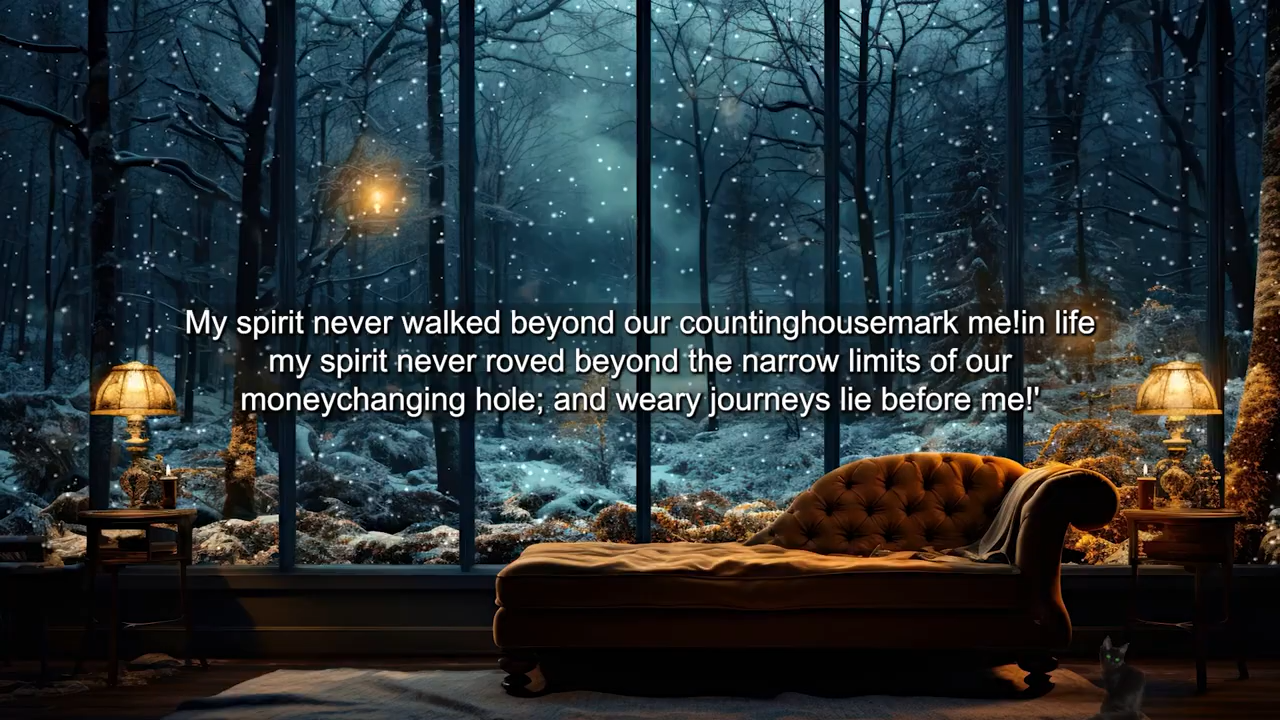 My spirit never walked beyond our countinghousemark me!in life
my spirit never roved beyond the narrow limits of our
moneychanging hole; and weary journeys lie before me!'